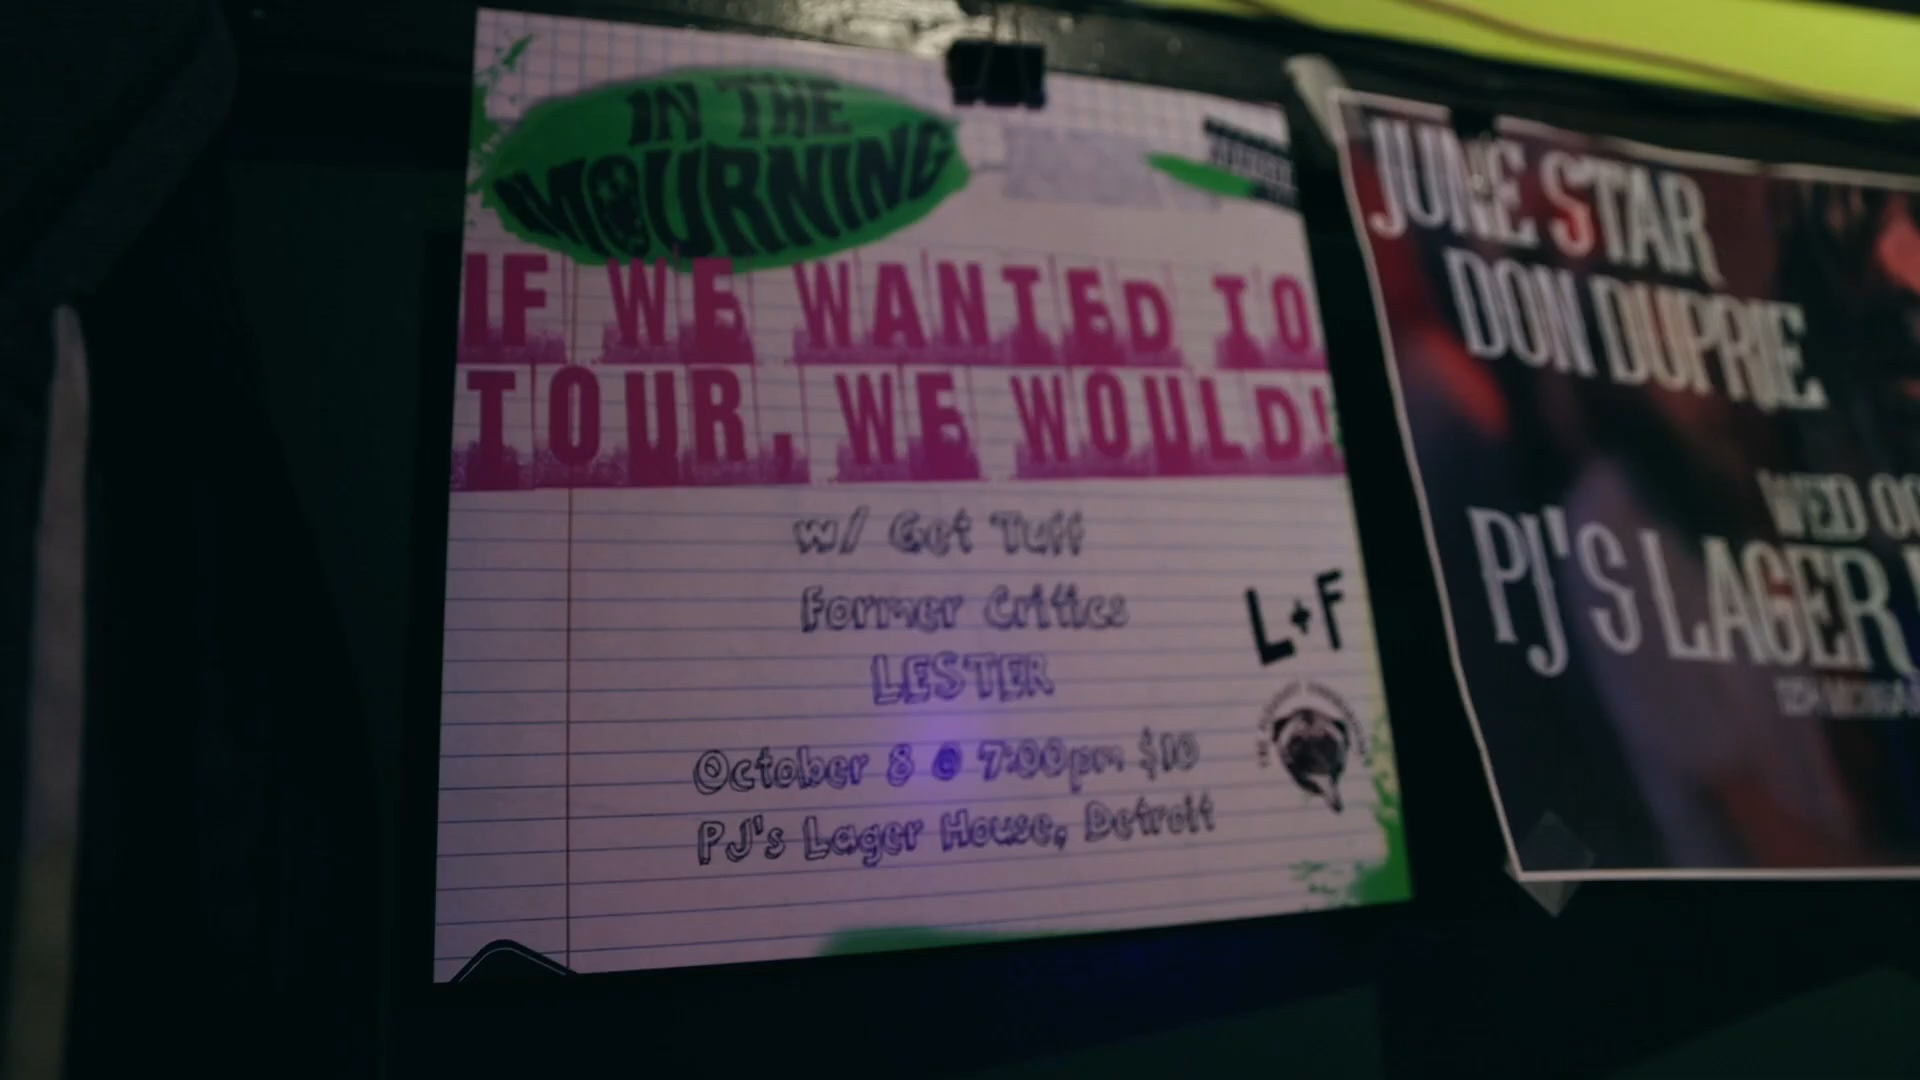 IN THE
MOURNING
IF WE WANTED TO
TOUR, WE WOULD!
w/ Get Tuff
Former Critics
LESTER
L+F
October 8 @ 7:00pm $10
PJ's Lager House, Detroit
JUNE STAR
DON DUPRIE
WED
PJ'S LAGER